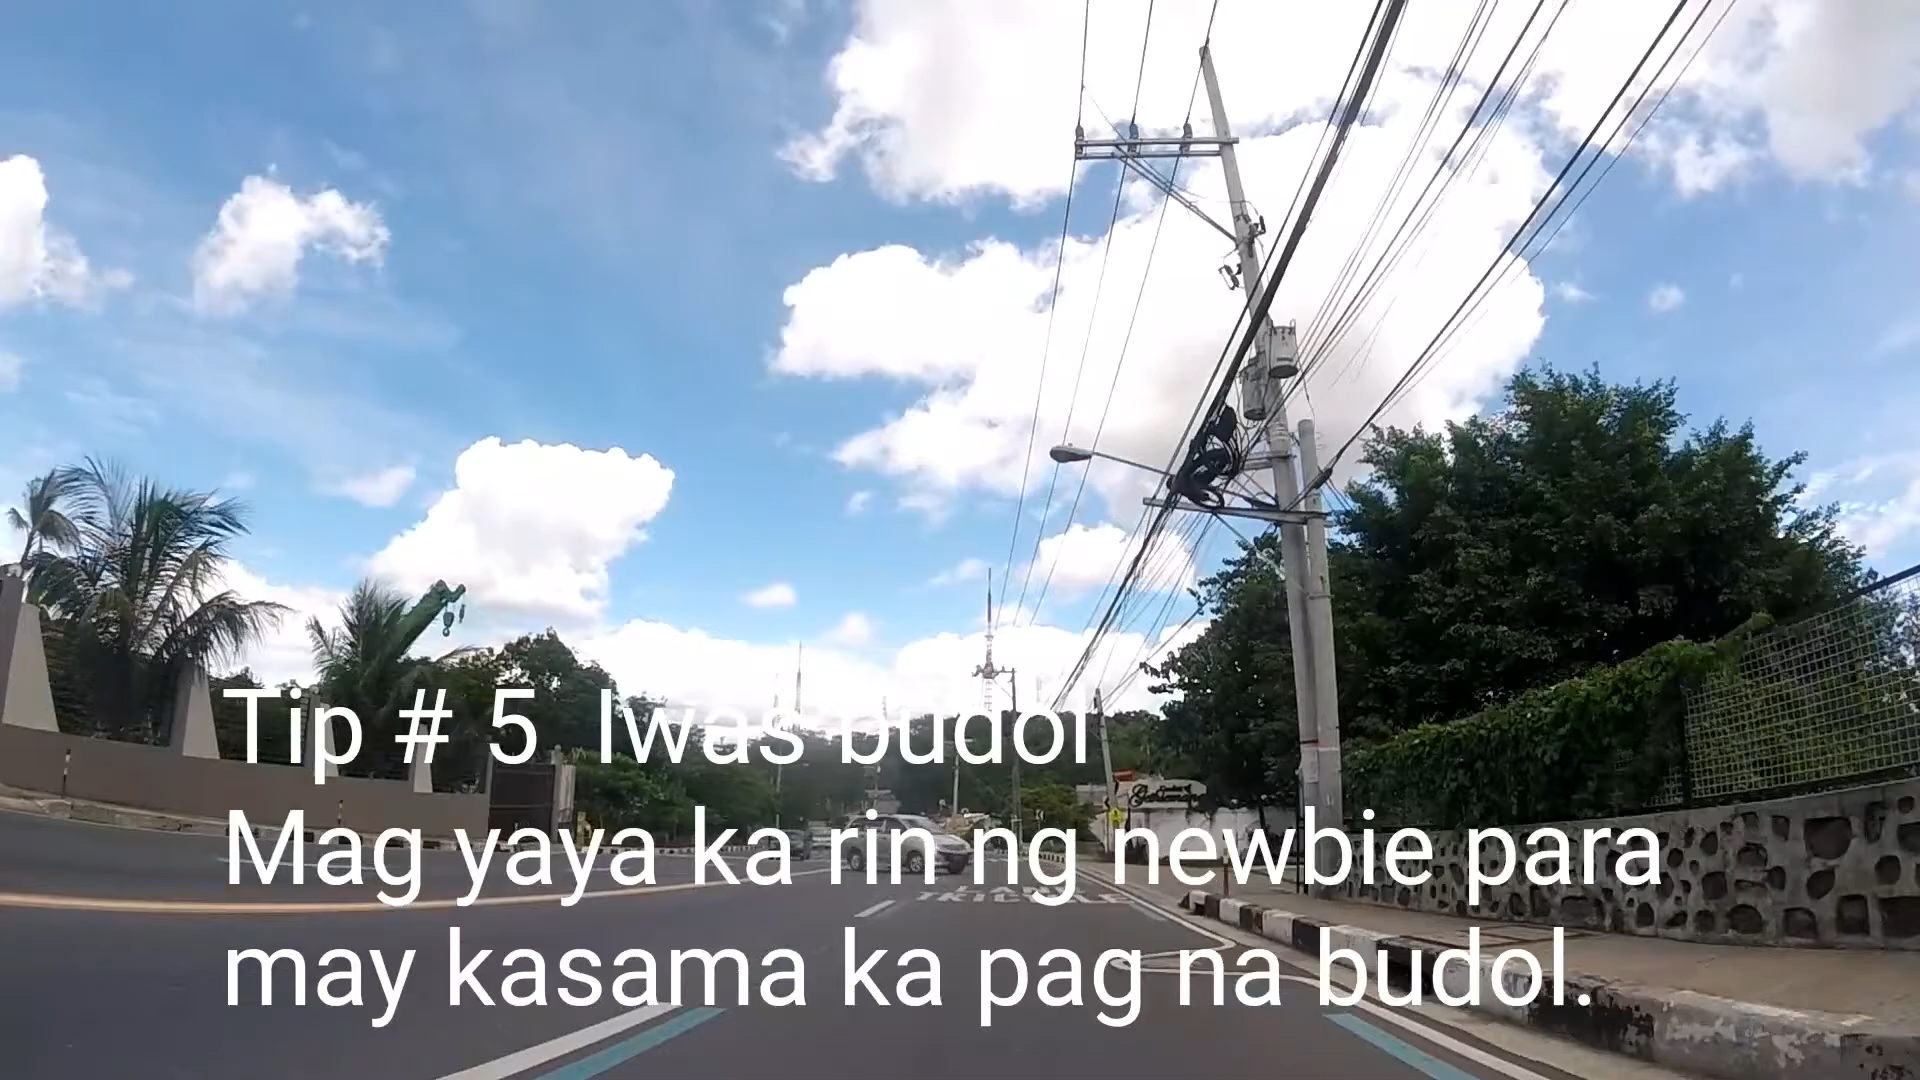 Tip # 5 Iwas budol
Mag yaya ka rin ng newbie para
may kasama ka pag na budol.